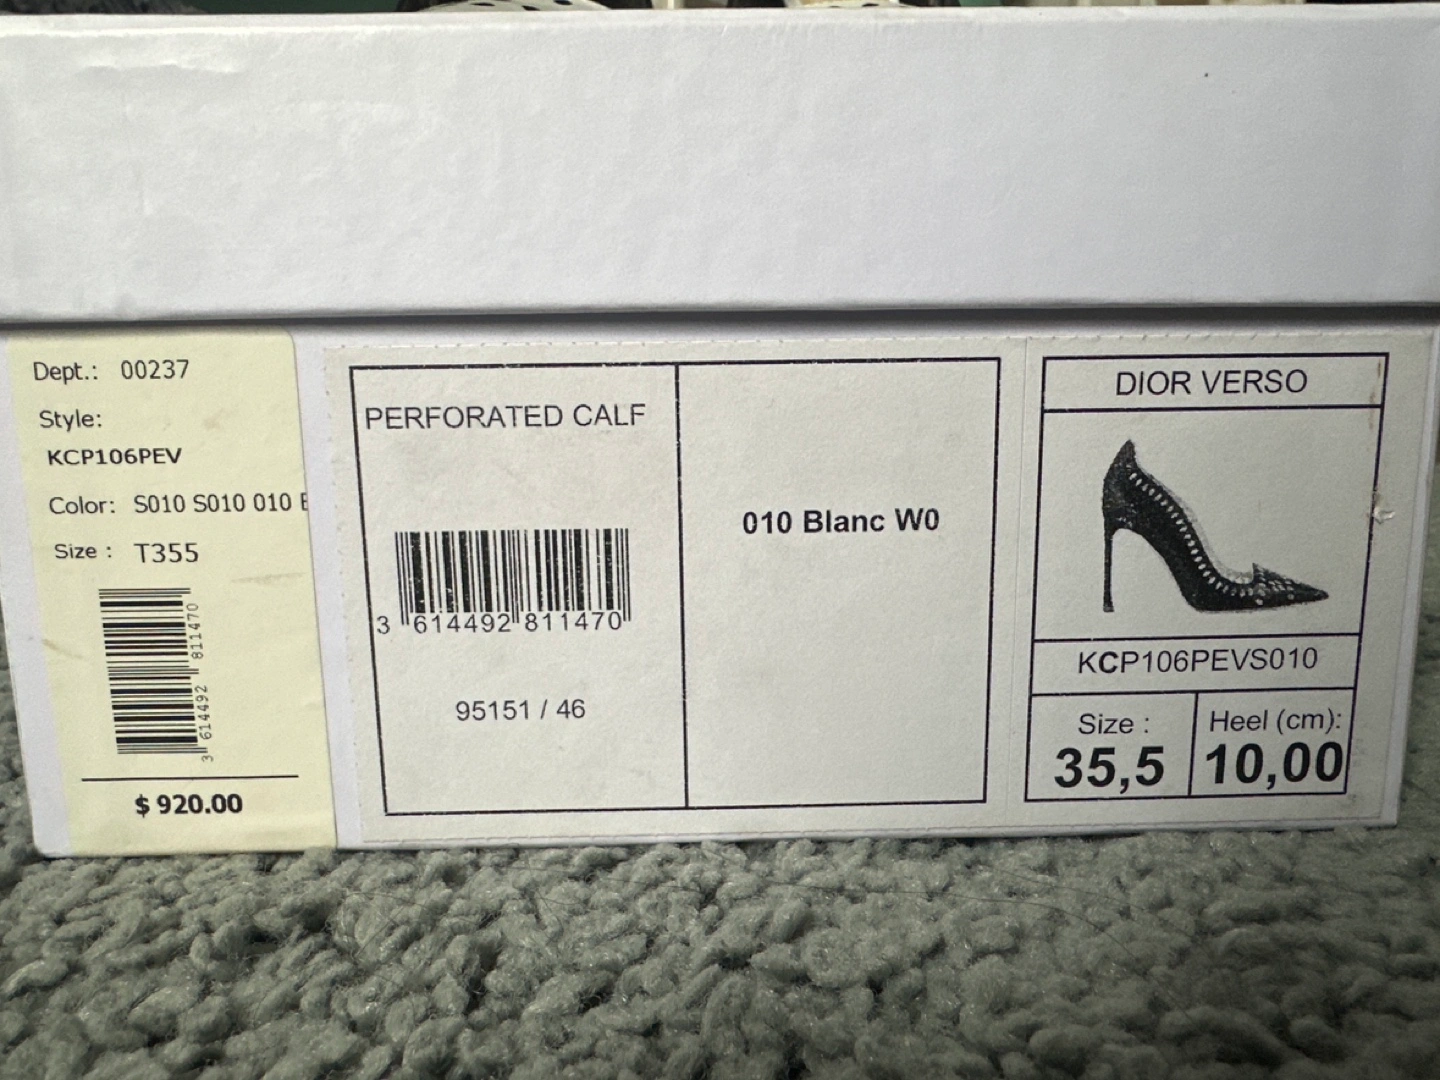 Dept.: 00237
Style:
KCP106PEV
Color: S010 S010 010
Size : T355
3 614492 811470
$ 920.00
PERFORATED CALF
3 614492 811470
95151 / 46
010 Blanc W0
DIOR VERSO
KCP106PEVS010
Size :
35,5
Heel (cm):
10,00